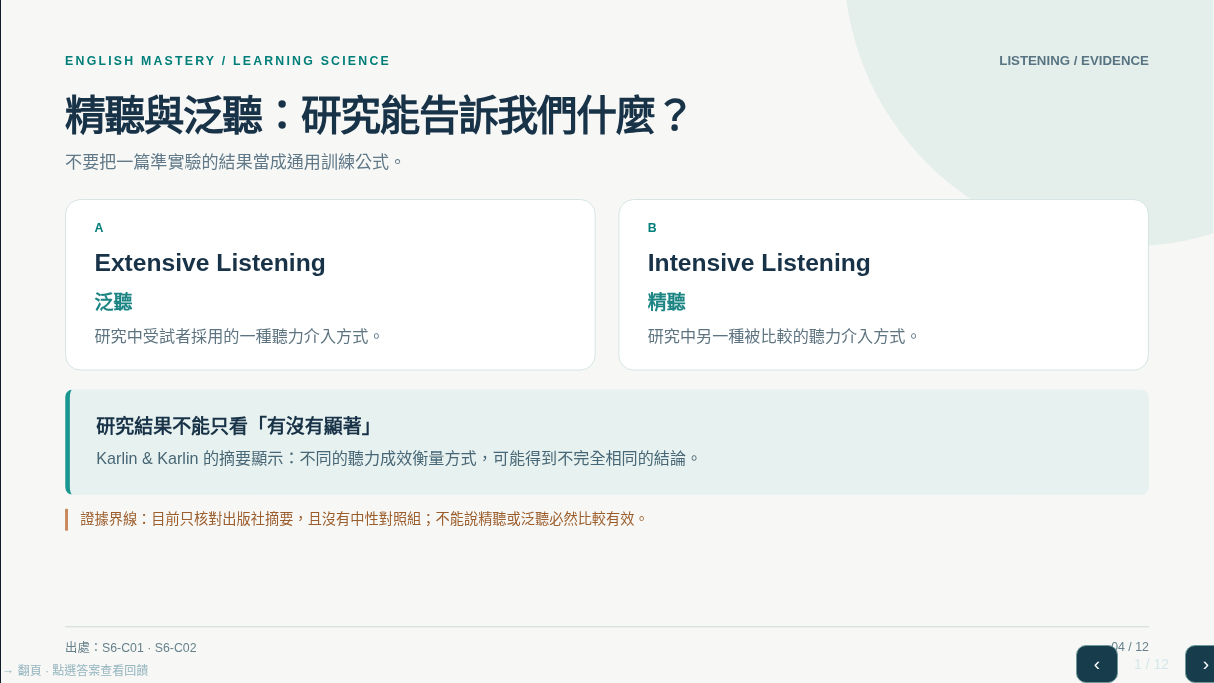 ENGLISH MASTERY / LEARNING SCIENCE
LISTENING / EVIDENCE
精聽與泛聽：研究能告訴我們什麼？
不要把一篇準實驗的結果當成通用訓練公式。
A
Extensive Listening
泛聽
研究中受試者採用的一種聽力介入方式。
B
Intensive Listening
精聽
研究中另一種被比較的聽力介入方式。
研究結果不能只看「有沒有顯著」
Karlin & Karlin 的摘要顯示：不同的聽力成效衡量方式，可能得到不完全相同的結論。
證據界線：目前只核對出版社摘要，且沒有中性對照組；不能說精聽或泛聽必然比較有效。
出處：S6-C01 · S6-C02
04 / 12
→ 翻頁 · 點選答案查看回饋
‹
1 / 12
›